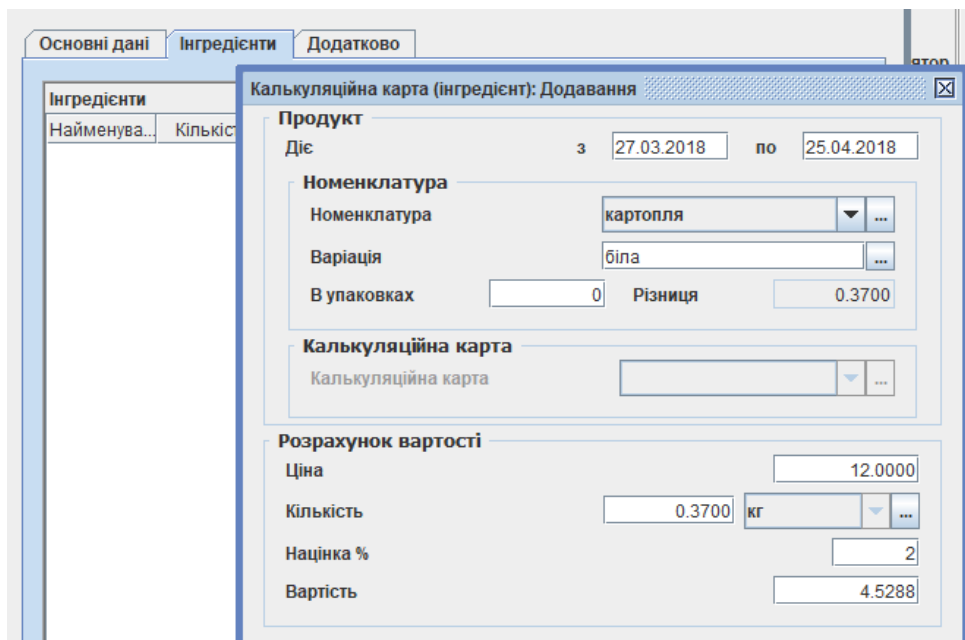 Основні дані Інгредієнти Додатково
Калькуляційна карта (інгредієнт): Додавання
Інгредієнти
Найменува... Кількіст
Продукт
Діє з 27.03.2018 по 25.04.2018
Номенклатура
Номенклатура картопля ...
Варіація біла ...
В упаковках 0 Різниця 0.3700
Калькуляційна карта
Калькуляційна карта ...
Розрахунок вартості
Ціна 12.0000
Кількість 0.3700 кг ...
Націнка % 2
Вартість 4.5288